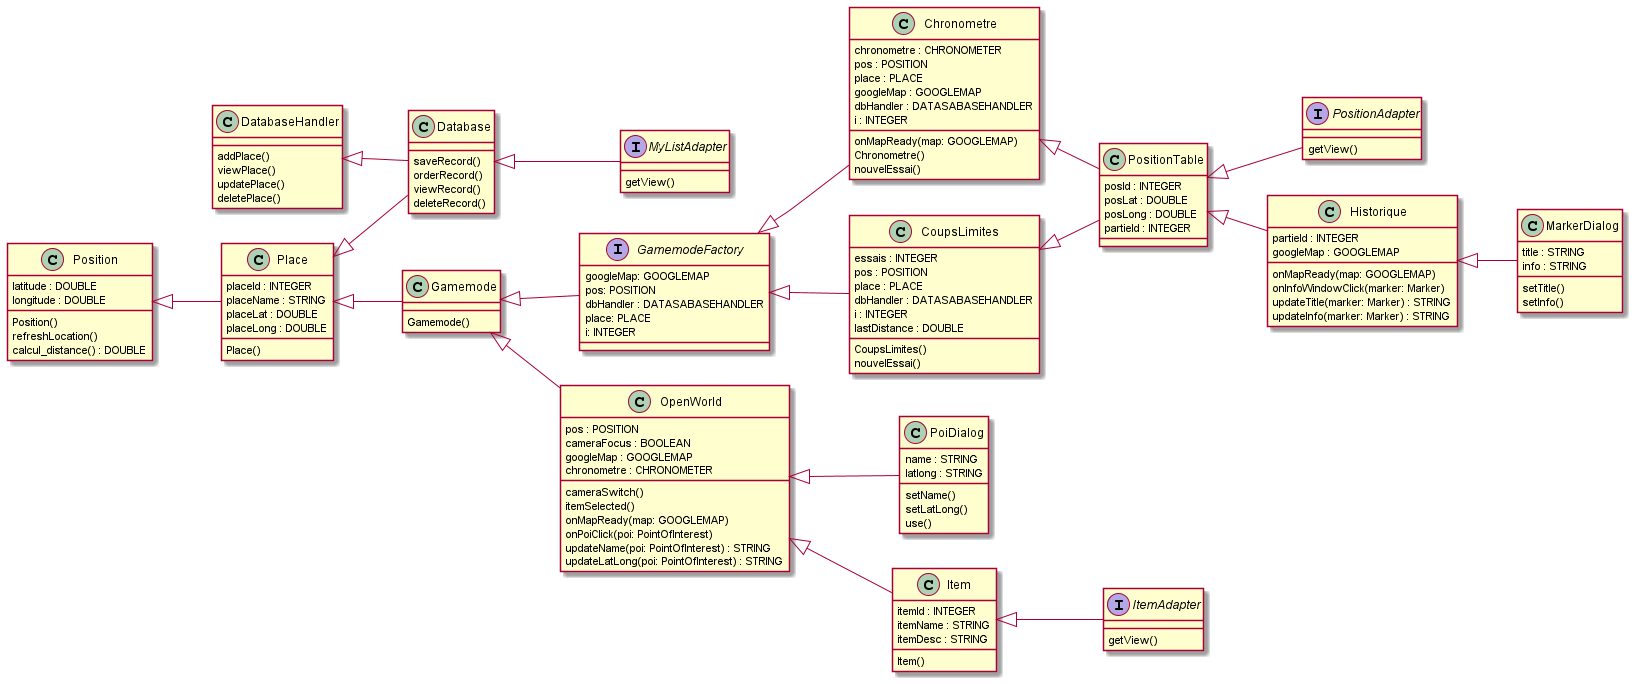 C Chronometre
chronometre : CHRONOMETER
pos : POSITION
place : PLACE
googleMap : GOOGLEMAP
dbHandler : DATASABASEHANDLER
i : INTEGER
onMapReady(map: GOOGLEMAP)
Chronometre()
nouvelEssai()
C DatabaseHandler
addPlace()
viewPlace()
updatePlace()
deletePlace()
C Database
saveRecord()
orderRecord()
viewRecord()
deleteRecord()
I MyListAdapter
getView()
C PositionTable
posId : INTEGER
posLat : DOUBLE
posLong : DOUBLE
partieId : INTEGER
I PositionAdapter
getView()
C Historique
partieId : INTEGER
googleMap : GOOGLEMAP
onMapReady(map: GOOGLEMAP)
onInfoWindowClick(marker: Marker)
updateTitle(marker: Marker) : STRING
updateInfo(marker: Marker) : STRING
C MarkerDialog
title : STRING
info : STRING
setTitle()
setInfo()
C Position
latitude : DOUBLE
longitude : DOUBLE
Position()
refreshLocation()
calcul_distance() : DOUBLE
C Place
placeId : INTEGER
placeName : STRING
placeLat : DOUBLE
placeLong : DOUBLE
Place()
C Gamemode
Gamemode()
I GamemodeFactory
googleMap: GOOGLEMAP
pos: POSITION
dbHandler : DATASABASEHANDLER
place: PLACE
i: INTEGER
C CoupsLimites
essais : INTEGER
pos : POSITION
place : PLACE
dbHandler : DATASABASEHANDLER
i : INTEGER
lastDistance : DOUBLE
CoupsLimites()
nouvelEssai()
C OpenWorld
pos : POSITION
cameraFocus : BOOLEAN
googleMap : GOOGLEMAP
chronometre : CHRONOMETER
cameraSwitch()
itemSelected()
onMapReady(map: GOOGLEMAP)
onPoiClick(poi: PointOfInterest)
updateName(poi: PointOfInterest) : STRING
updateLatLong(poi: PointOfInterest) : STRING
C PoiDialog
name : STRING
latlong : STRING
setName()
setLatLong()
use()
C Item
itemId : INTEGER
itemName : STRING
itemDesc : STRING
Item()
I ItemAdapter
getView()